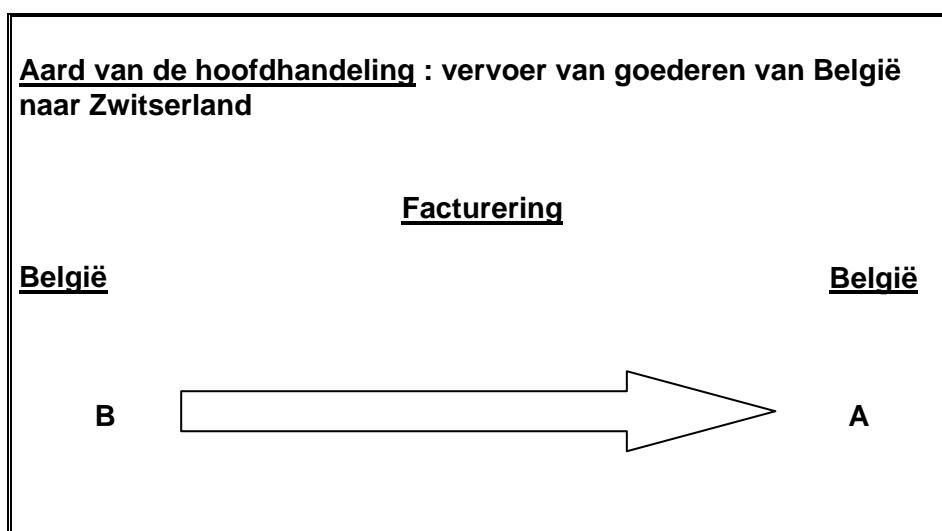 Aard van de hoofdhandeling : vervoer van goederen van België
naar Zwitserland
Facturering
België België
B A